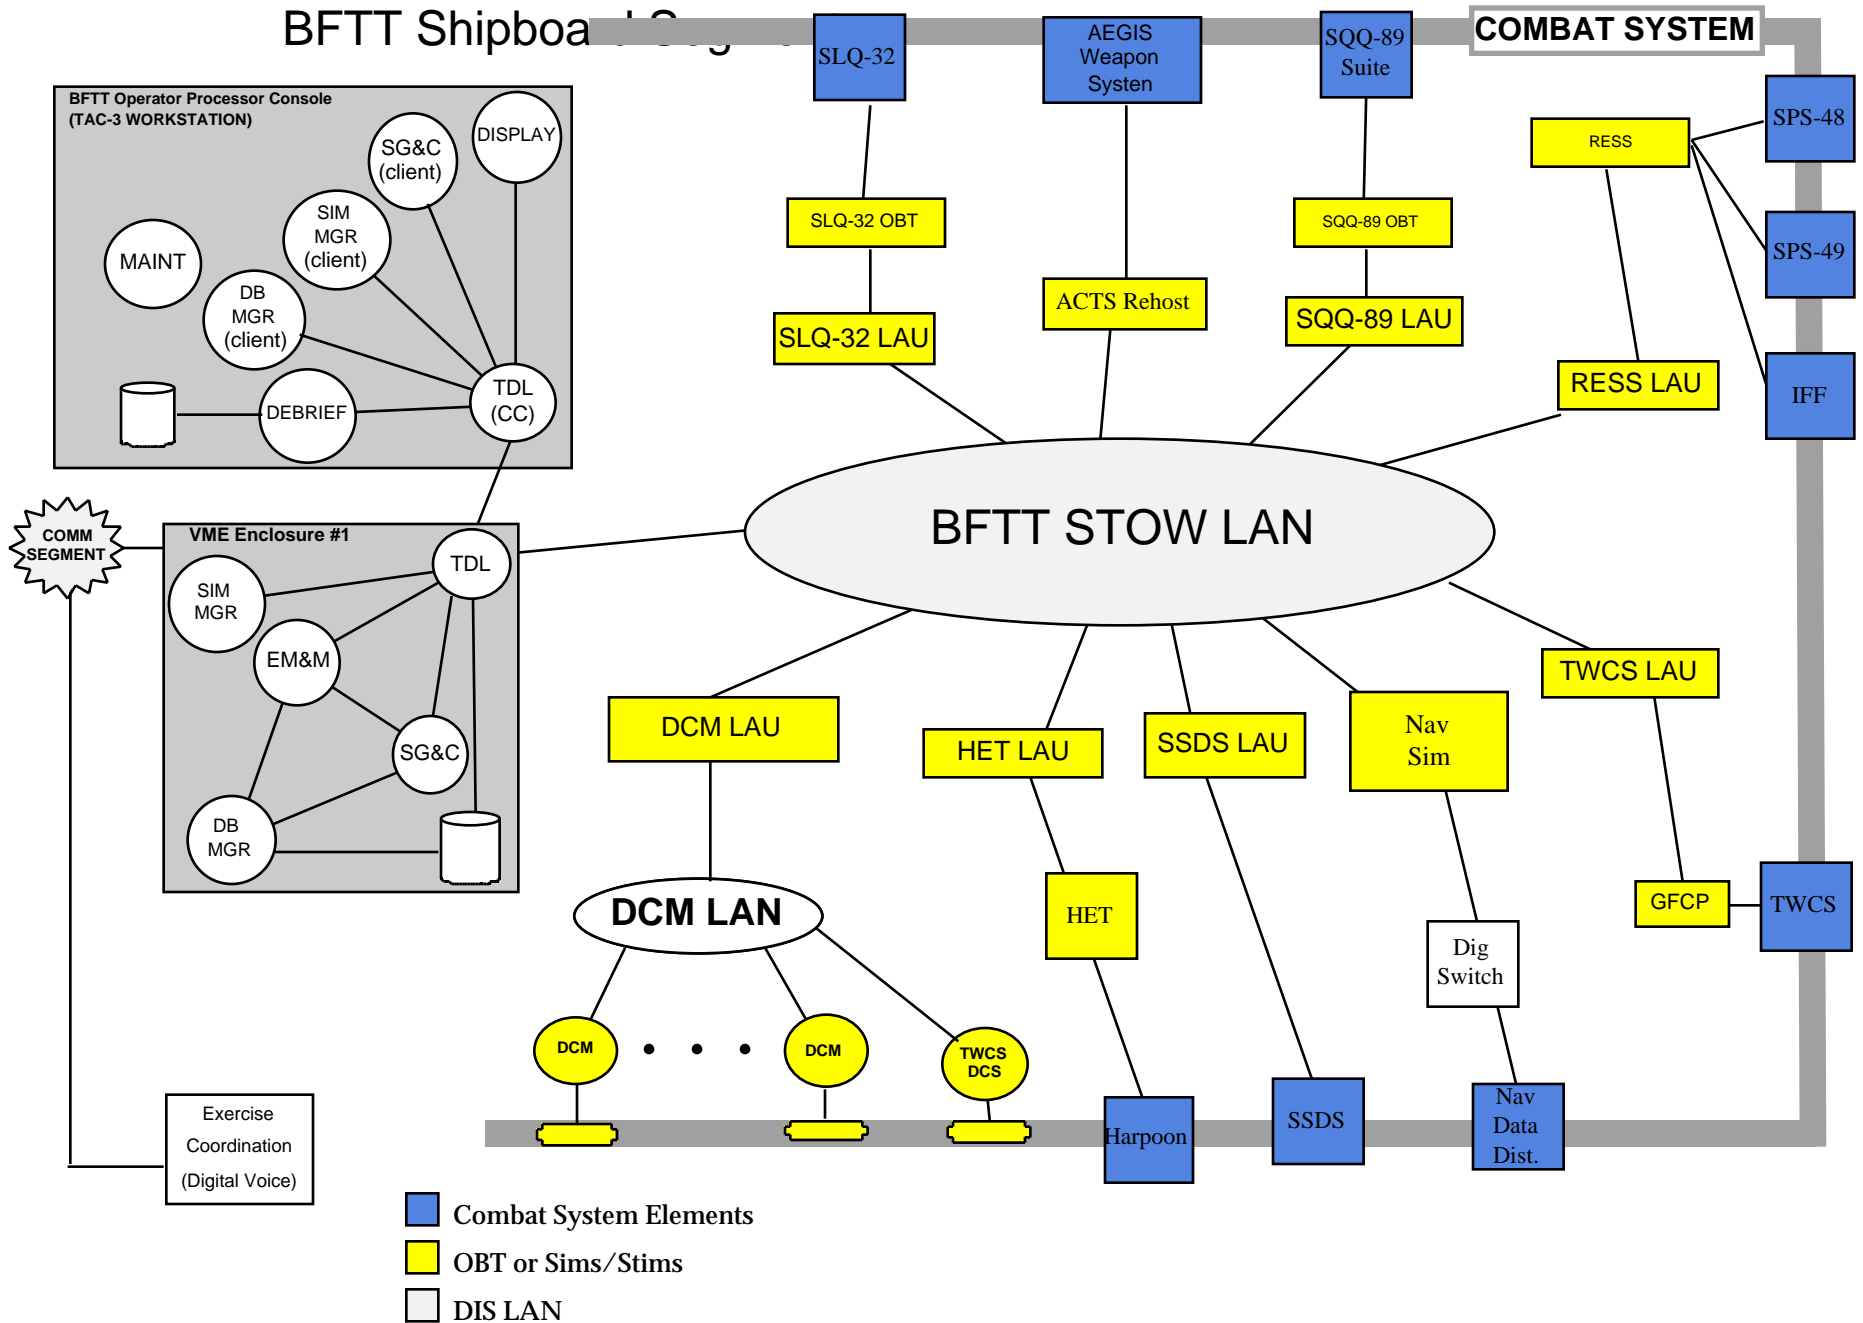 BFTT Shipboard
COMBAT SYSTEM
SLQ-32
AEGIS
Weapon
Systen
SQQ-89
Suite
BFTT Operator Processor Console
(TAC-3 WORKSTATION)
DISPLAY
SG&C
(client)
SIM
MGR
(client)
MAINT
DB
MGR
(client)
DEBRIEF
TDL
(CC)
SPS-48
RESS
SLQ-32 OBT
SQQ-89 OBT
SPS-49
ACTS Rehost
SLQ-32 LAU
SQQ-89 LAU
RESS LAU
IFF
BFTT STOW LAN
COMM
SEGMENT
VME Enclosure #1
TDL
SIM
MGR
EM&M
SG&C
DB
MGR
DCM LAU
HET LAU
SSDS LAU
Nav
Sim
TWCS LAU
DCM LAN
HET
GFCP
TWCS
Dig
Switch
DCM
• • •
DCM
TWCS
DCS
Harpoon
SSDS
Nav
Data
Dist.
Exercise
Coordination
(Digital Voice)
Combat System Elements
OBT or Sims/Stims
DIS LAN